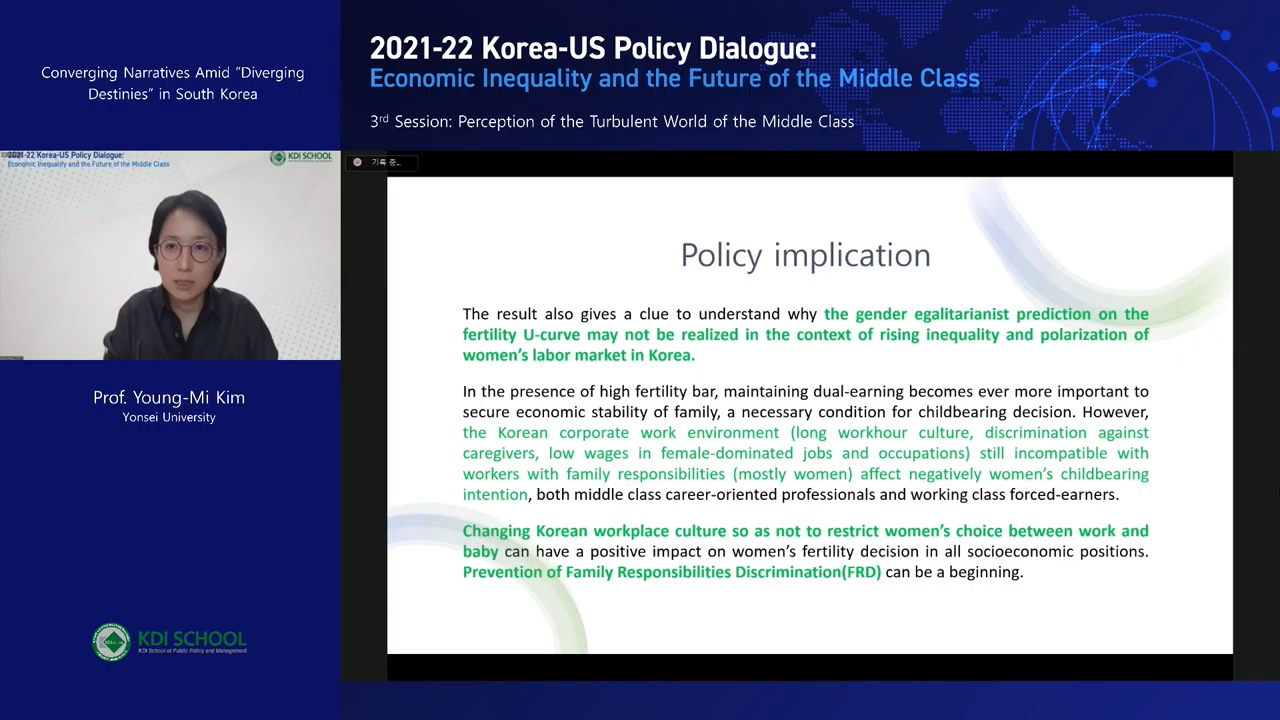 Converging Narratives Amid “Diverging
Destinies” in South Korea
2021-22 Korea-US Policy Dialogue:
Economic Inequality and the Future of the Middle Class
3rd Session: Perception of the Turbulent World of the Middle Class
2021-22 Korea-US Policy Dialogue:
Economic Inequality and the Future of the Middle Class
KDI SCHOOL
기록 중...
Prof. Young-Mi Kim
Yonsei University
KDI SCHOOL
KDI School of Public Policy and Management
Policy implication
The result also gives a clue to understand why the gender egalitarianist prediction on the
fertility U-curve may not be realized in the context of rising inequality and polarization of
women’s labor market in Korea.
In the presence of high fertility bar, maintaining dual-earning becomes ever more important to
secure economic stability of family, a necessary condition for childbearing decision. However,
the Korean corporate work environment (long workhour culture, discrimination against
caregivers, low wages in female-dominated jobs and occupations) still incompatible with
workers with family responsibilities (mostly women) affect negatively women’s childbearing
intention, both middle class career-oriented professionals and working class forced-earners.
Changing Korean workplace culture so as not to restrict women’s choice between work and
baby can have a positive impact on women’s fertility decision in all socioeconomic positions.
Prevention of Family Responsibilities Discrimination(FRD) can be a beginning.